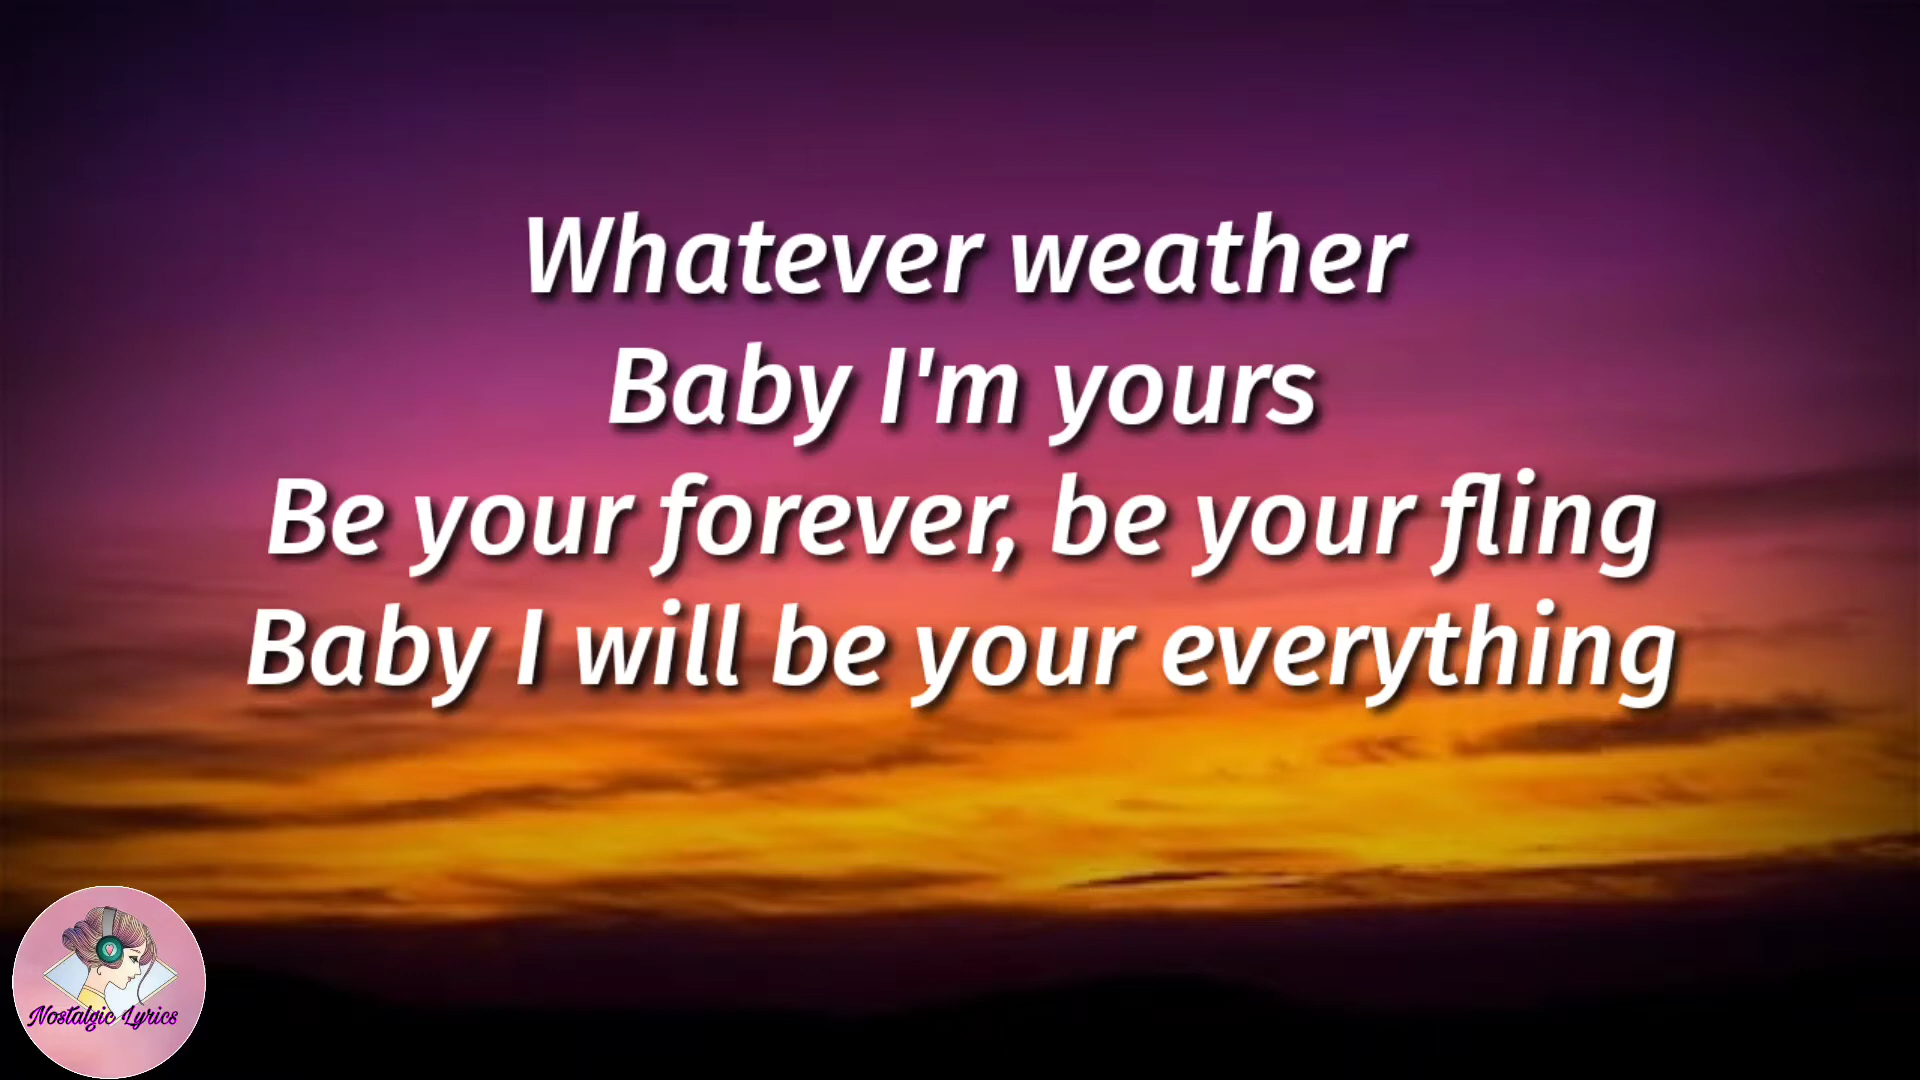 Whatever weather
Baby I'm yours
Be your forever, be your fling
Baby I will be your everything
Nostalgic Lyrics